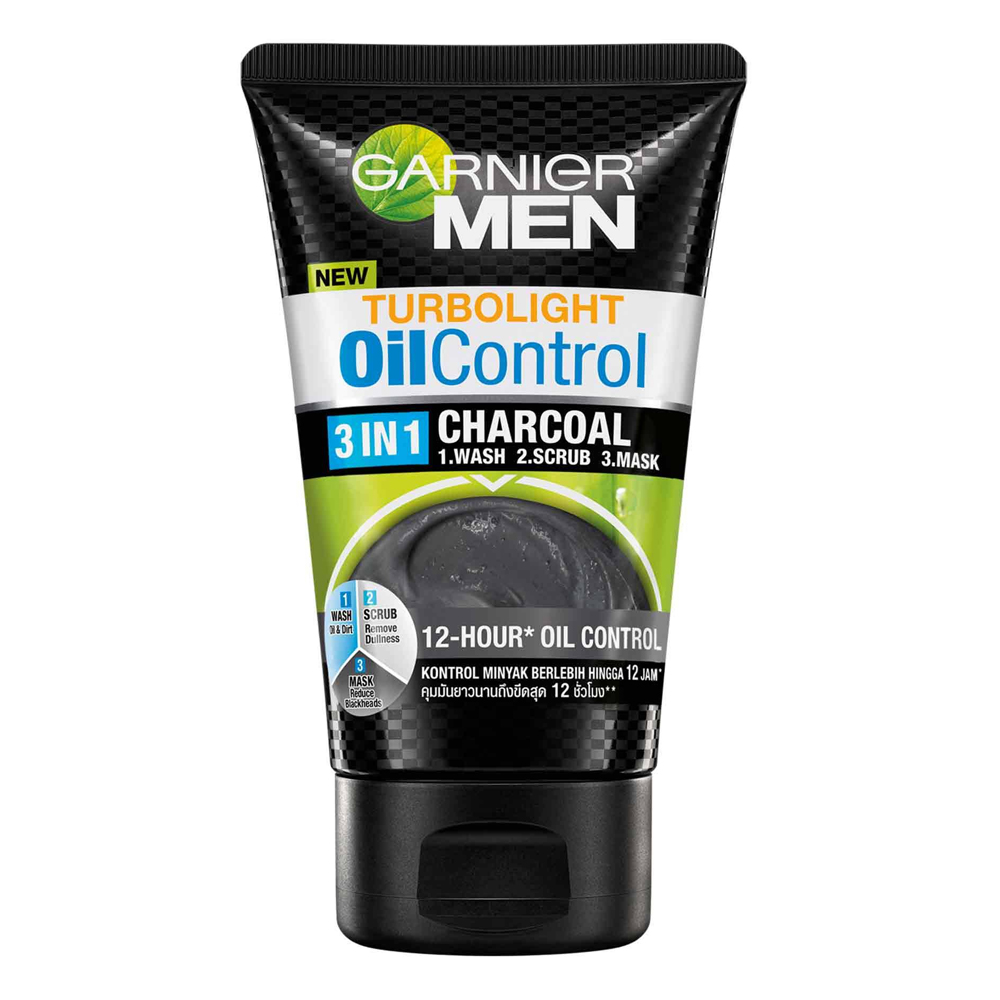 GARNIER
MEN
NEW
TURBOLIGHT
OilControl
3 IN 1
CHARCOAL
1.WASH 2.SCRUB 3.MASK
1
WASH
Oil & Dirt
2
SCRUB
Remove
Dullness
3
MASK
Reduce
Blackheads
12-HOUR* OIL CONTROL
KONTROL MINYAK BERLEBIH HINGGA 12 JAM*
คุมมันยาวนานถึงขีดสุด 12 ชั่วโมง**